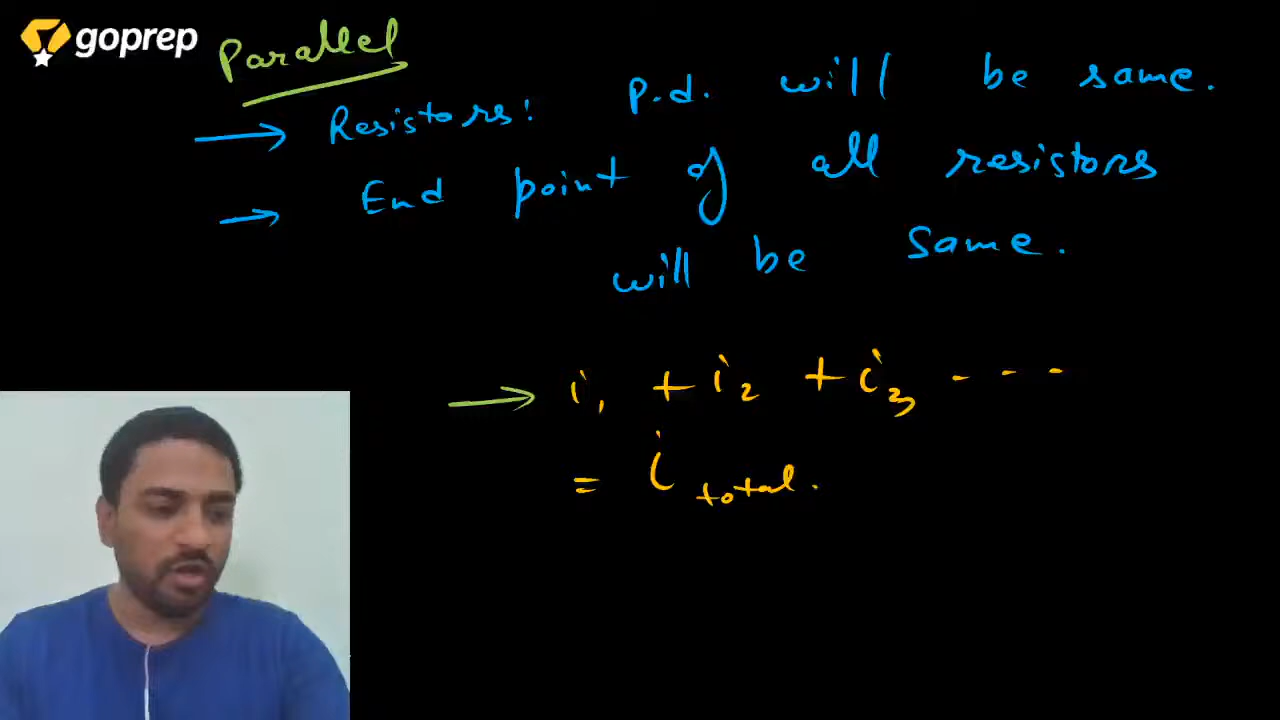 goprep
Parallel
→ Resistors: p.d. will be same.
→ End point of all resistors
will be same.
→ i₁ + i₂ + i₃ - - -
= i total.